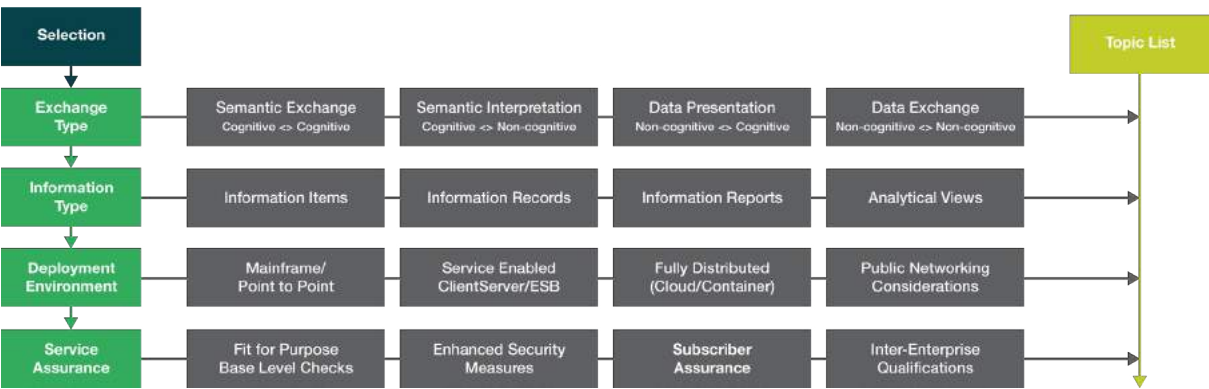 Selection
Topic List
Exchange
Type
Semantic Exchange
Cognitive <> Cognitive
Semantic Interpretation
Cognitive <> Non-cognitive
Data Presentation
Non-cognitive <> Cognitive
Data Exchange
Non-cognitive <> Non-cognitive
Information
Type
Information Items
Information Records
Information Reports
Analytical Views
Deployment
Environment
Mainframe/
Point to Point
Service Enabled
ClientServer/ESB
Fully Distributed
(Cloud/Container)
Public Networking
Considerations
Service
Assurance
Fit for Purpose
Base Level Checks
Enhanced Security
Measures
Subscriber
Assurance
Inter-Enterprise
Qualifications